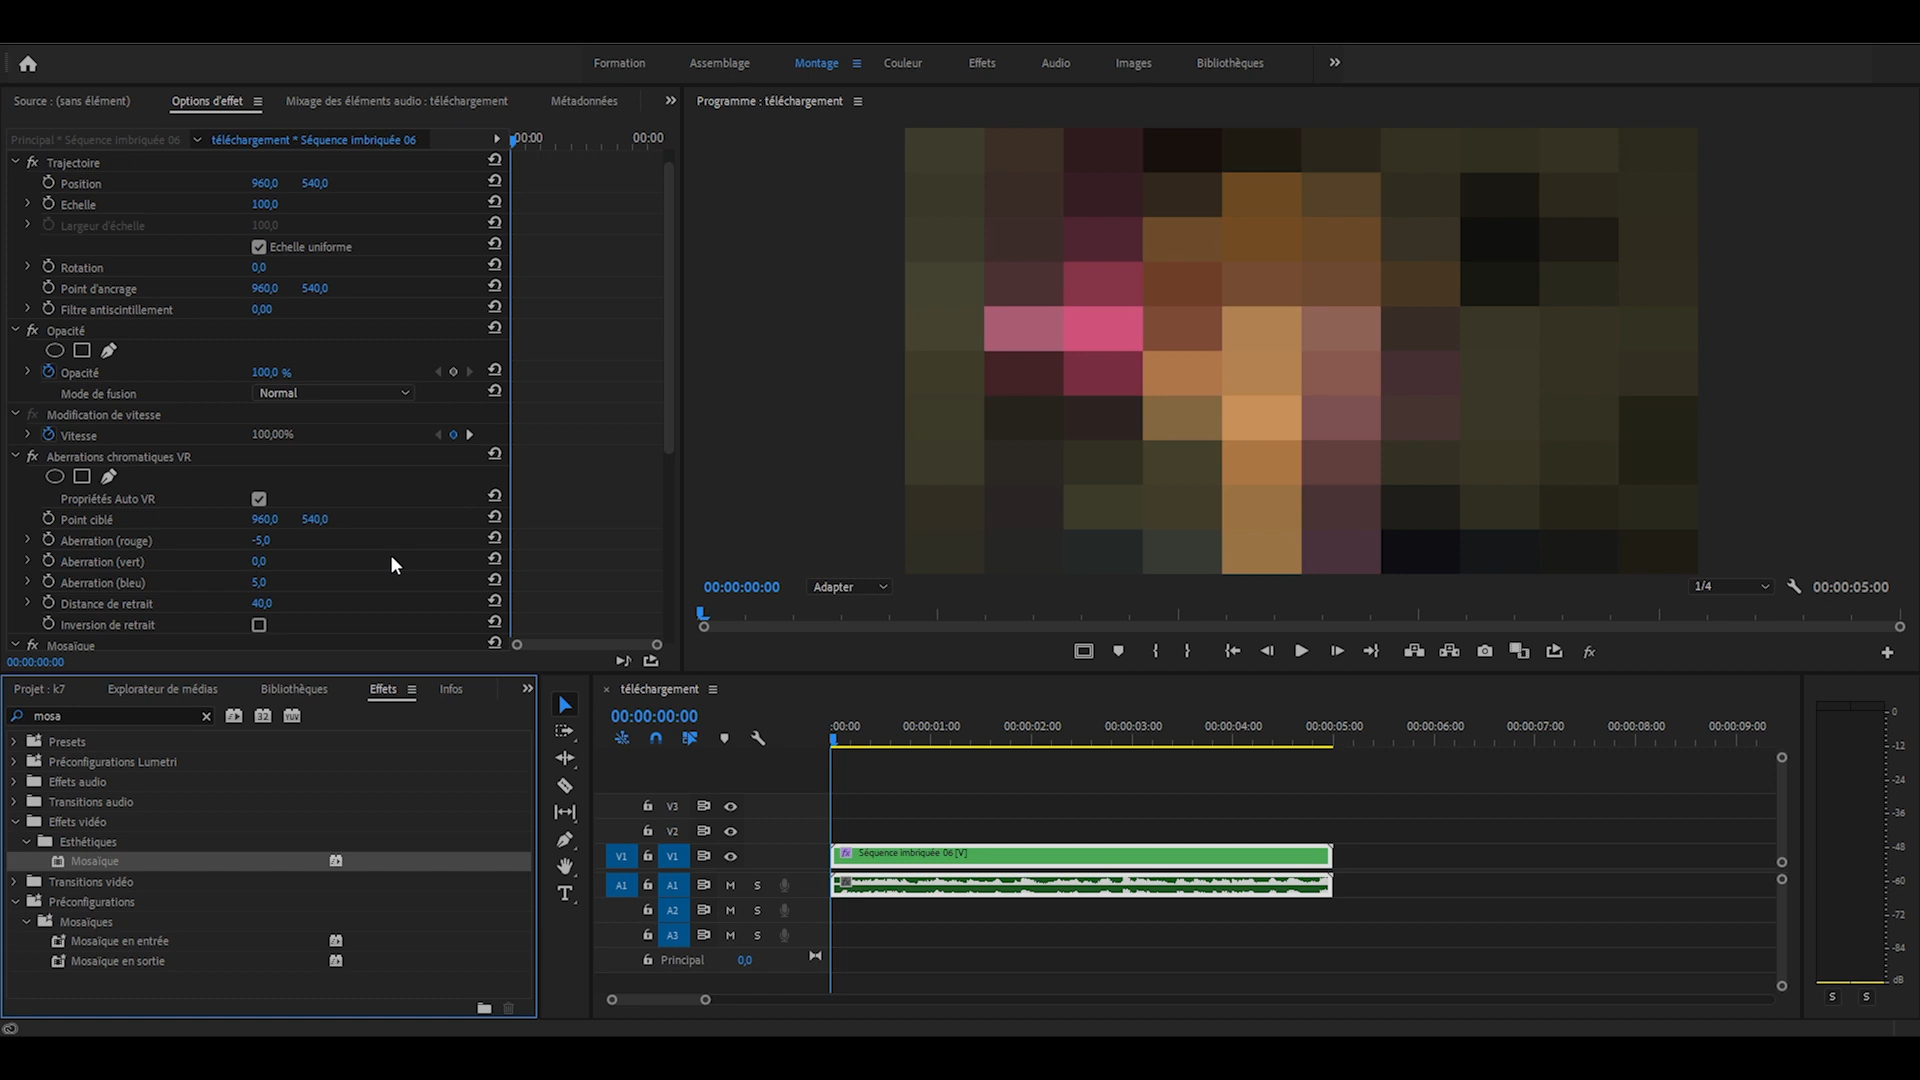 Formation Assemblage Montage Couleur Effets Audio Images Bibliothèques
Source : (sans élément) Options d'effet Mixage des éléments audio : téléchargement Métadonnées
Programme : téléchargement
Principal * Séquence imbriquée 06 téléchargement * Séquence imbriquée 06
:00:00 00:00
fx Trajectoire
Position 960,0 540,0
Echelle 100,0
Largeur d'échelle 100,0
Echelle uniforme
Rotation 0,0
Point d'ancrage 960,0 540,0
Filtre antiscintillement 0,00
fx Opacité
Opacité 100,0 %
Mode de fusion Normal
fx Modification de vitesse
Vitesse 100,00%
fx Aberrations chromatiques VR
Propriétés Auto VR
Point ciblé 960,0 540,0
Aberration (rouge) -5,0
Aberration (vert) 0,0
Aberration (bleu) 5,0
Distance de retrait 40,0
Inversion de retrait
fx Mosaïque
00:00:00:00
00:00:00:00 Adapter 1/4 00:00:05:00
fx
Projet : k7 Explorateur de médias Bibliothèques Effets Infos
mosa 32 YUV
Presets
Préconfigurations Lumetri
Effets audio
Transitions audio
Effets vidéo
Esthétiques
Mosaïque
Transitions vidéo
Préconfigurations
Mosaïques
Mosaïque en entrée
Mosaïque en sortie
T
× téléchargement
00:00:00:00
:00:00 00:00:01:00 00:00:02:00 00:00:03:00 00:00:04:00 00:00:05:00 00:00:06:00 00:00:07:00 00:00:08:00 00:00:09:00
V3
V2
V1 V1 fx Séquence imbriquée 06 [V]
A1 A1 M S fx
A2 M S
A3 M S
Principal 0,0
0
-12
-24
-36
-48
-60
-72
-84
dB
S S